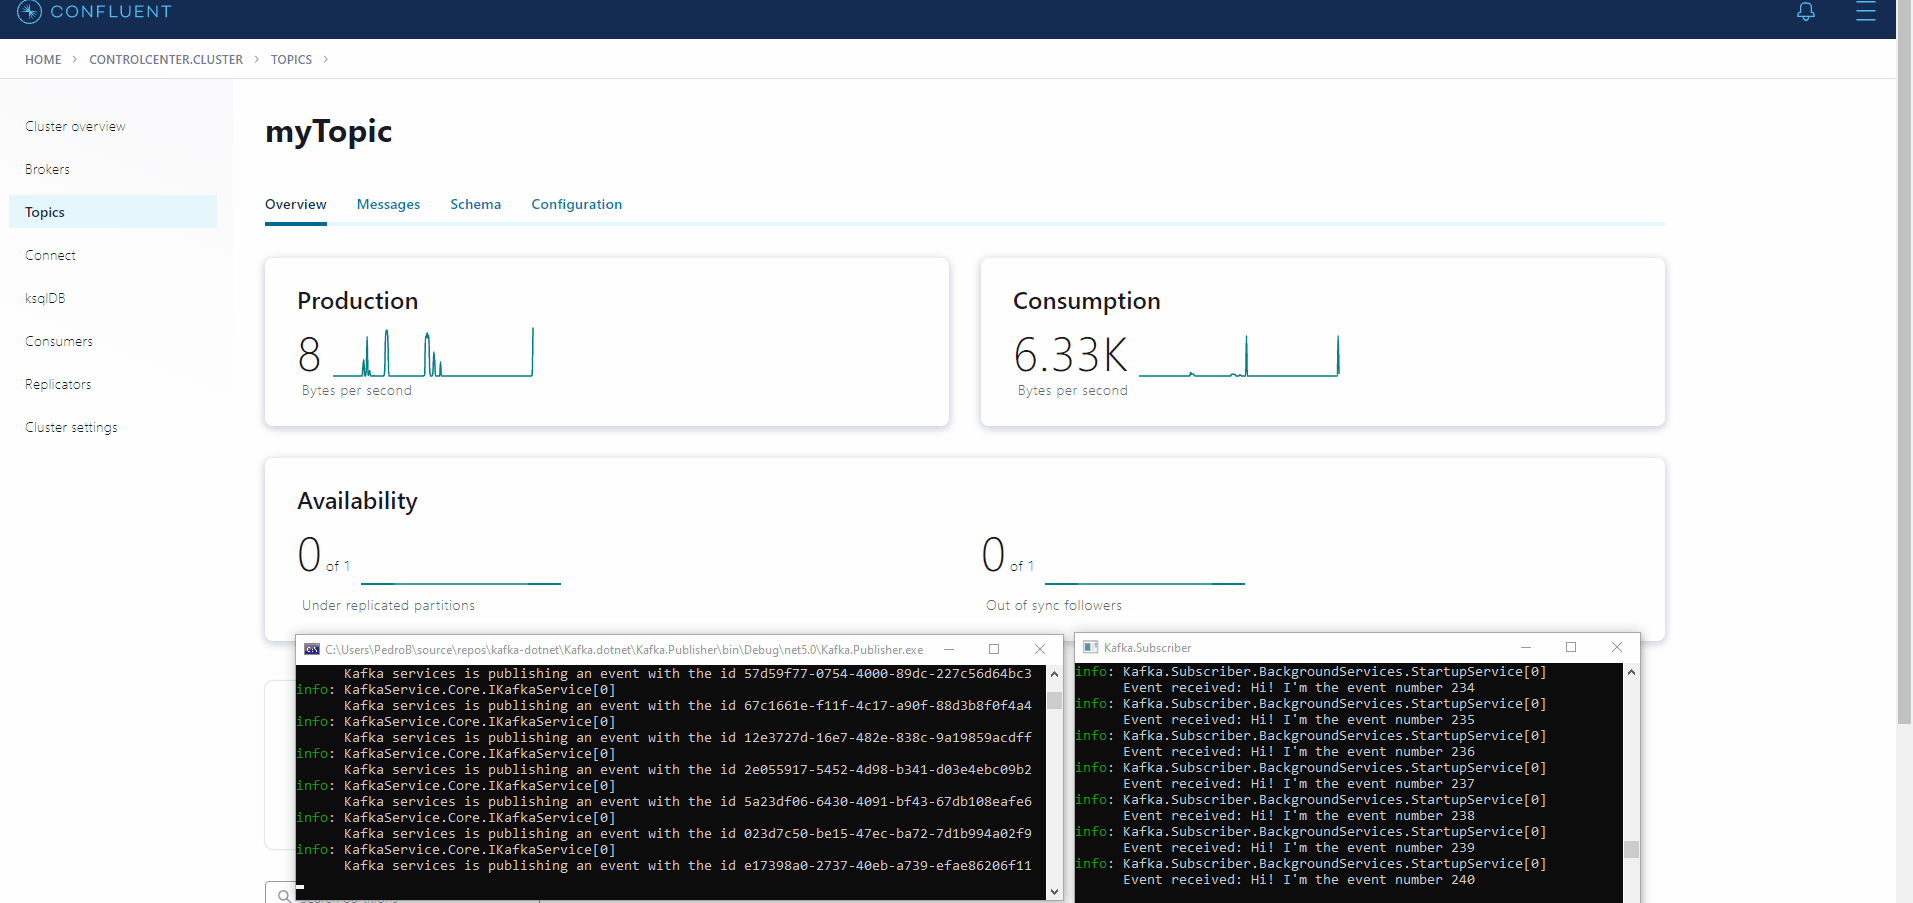 CONFLUENT
HOME > CONTROLCENTER.CLUSTER > TOPICS >
Cluster overview
Brokers
Topics
Connect
ksqlDB
Consumers
Replicators
Cluster settings
myTopic
Overview Messages Schema Configuration
Production
8
Bytes per second
Consumption
6.33K
Bytes per second
Availability
0 of 1
Under replicated partitions
0 of 1
Out of sync followers
C:\Users\PedroB\source\repos\kafka-dotnet\Kafka.dotnet\Kafka.Publisher\bin\Debug\net5.0\Kafka.Publisher.exe
Kafka services is publishing an event with the id 57d59f77-0754-4000-89dc-227c56d64bc3
info: KafkaService.Core.IKafkaService[0]
Kafka services is publishing an event with the id 67c1661e-f11f-4c17-a90f-88d3b8f0f4a4
info: KafkaService.Core.IKafkaService[0]
Kafka services is publishing an event with the id 12e3727d-16e7-482e-838c-9a19859acdff
info: KafkaService.Core.IKafkaService[0]
Kafka services is publishing an event with the id 2e055917-5452-4d98-b341-d03e4ebc09b2
info: KafkaService.Core.IKafkaService[0]
Kafka services is publishing an event with the id 5a23df06-6430-4091-bf43-67db108eafe6
info: KafkaService.Core.IKafkaService[0]
Kafka services is publishing an event with the id 023d7c50-be15-47ec-ba72-7d1b994a02f9
info: KafkaService.Core.IKafkaService[0]
Kafka services is publishing an event with the id e17398a0-2737-40eb-a739-efae86206f11
Kafka.Subscriber
info: Kafka.Subscriber.BackgroundServices.StartupService[0]
Event received: Hi! I'm the event number 234
info: Kafka.Subscriber.BackgroundServices.StartupService[0]
Event received: Hi! I'm the event number 235
info: Kafka.Subscriber.BackgroundServices.StartupService[0]
Event received: Hi! I'm the event number 236
info: Kafka.Subscriber.BackgroundServices.StartupService[0]
Event received: Hi! I'm the event number 237
info: Kafka.Subscriber.BackgroundServices.StartupService[0]
Event received: Hi! I'm the event number 238
info: Kafka.Subscriber.BackgroundServices.StartupService[0]
Event received: Hi! I'm the event number 239
info: Kafka.Subscriber.BackgroundServices.StartupService[0]
Event received: Hi! I'm the event number 240